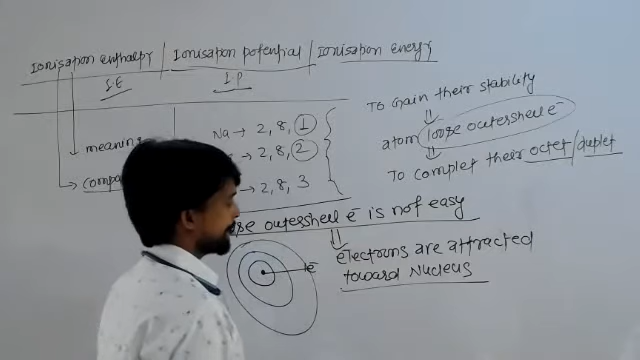 Ionisation enthalpy / Ionisation potential / Ionisation energy
I.E
I.P
To Gain their stability
⇓
atom loose outershell e⁻
⇓
To complet their octet/duplet
meaning
Na → 2, 8, 1
→ 2, 8, 2
→ 2, 8, 3
outershell e⁻ is not easy
⇓
electrons are attracted
toward Nucleus
e⁻